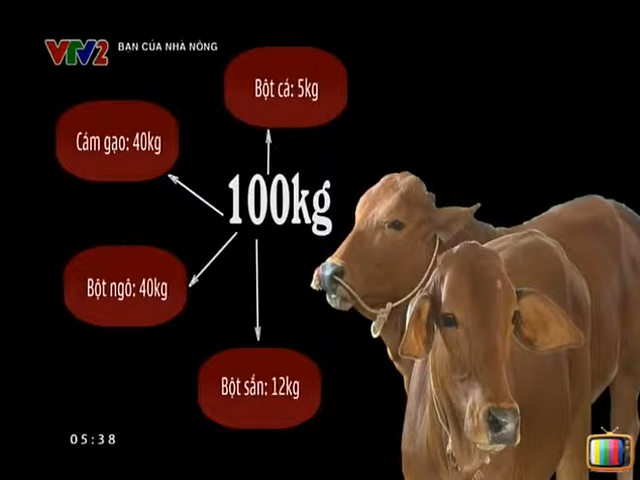 VTV2 BẠN CỦA NHÀ NÔNG
Bột cá: 5kg
Cám gạo: 40kg
100kg
Bột ngô: 40kg
Bột sắn: 12kg
05:38